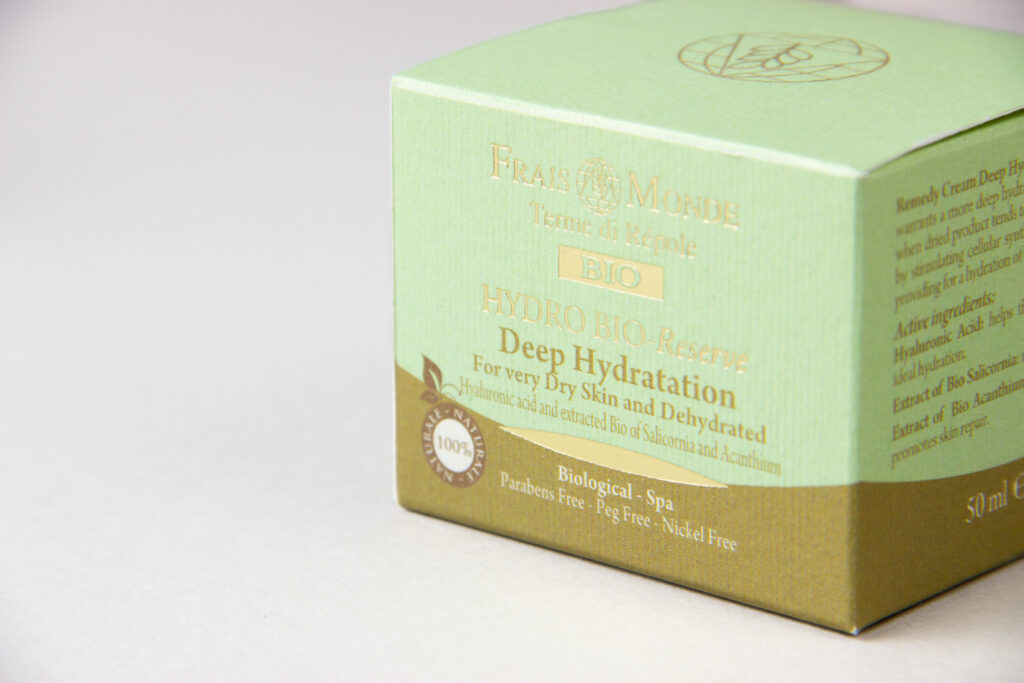 FRAIS MONDE
Terme di Répole
BIO
HYDRO BIO-Reserve
Deep Hydratation
For very Dry Skin and Dehydrated
Hyaluronic acid and extracted Bio of Salicornia and Acanthium
NATURALE - NATURALE -
100%
Biological - Spa
Parabens Free - Peg Free - Nickel Free
Remedy Cream Deep Hy
warrants a more deep hydr
when dried product tends t
by stimulating cellular synt
providing for a hydration of
Active ingredients:
Hyaluronic Acid: helps th
ideal hydration.
Extract of Bio Salicornia:
Extract of Bio Acanthium
promotes skin repair.
50 ml e